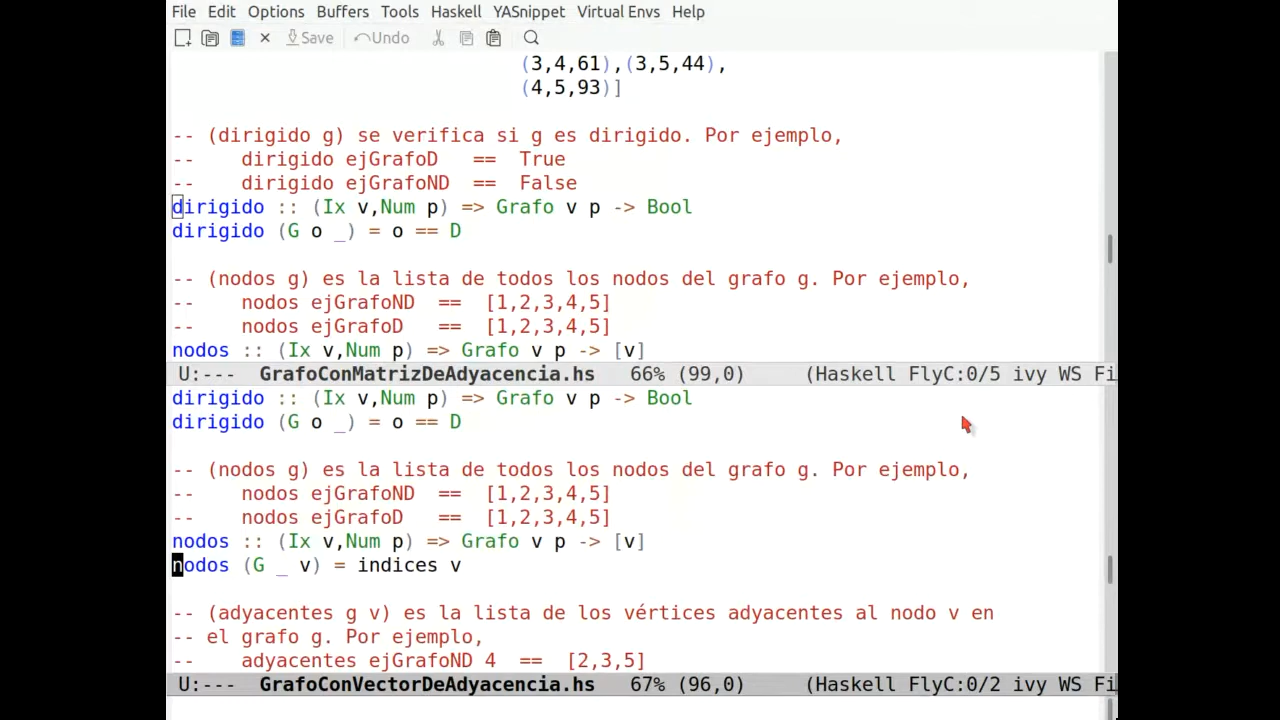 File Edit Options Buffers Tools Haskell YASnippet Virtual Envs Help
Save Undo
(3,4,61),(3,5,44),
(4,5,93)]
-- (dirigido g) se verifica si g es dirigido. Por ejemplo,
--    dirigido ejGrafoD   ==  True
--    dirigido ejGrafoND  ==  False
dirigido :: (Ix v,Num p) => Grafo v p -> Bool
dirigido (G o _) = o == D
-- (nodos g) es la lista de todos los nodos del grafo g. Por ejemplo,
--    nodos ejGrafoND  ==  [1,2,3,4,5]
--    nodos ejGrafoD   ==  [1,2,3,4,5]
nodos :: (Ix v,Num p) => Grafo v p -> [v]
U:---  GrafoConMatrizDeAdyacencia.hs   66% (99,0)     (Haskell FlyC:0/5 ivy WS Fi
dirigido :: (Ix v,Num p) => Grafo v p -> Bool
dirigido (G o _) = o == D
-- (nodos g) es la lista de todos los nodos del grafo g. Por ejemplo,
--    nodos ejGrafoND  ==  [1,2,3,4,5]
--    nodos ejGrafoD   ==  [1,2,3,4,5]
nodos :: (Ix v,Num p) => Grafo v p -> [v]
nodos (G _ v) = indices v
-- (adyacentes g v) es la lista de los vértices adyacentes al nodo v en
-- el grafo g. Por ejemplo,
--    adyacentes ejGrafoND 4  ==  [2,3,5]
U:---  GrafoConVectorDeAdyacencia.hs   67% (96,0)     (Haskell FlyC:0/2 ivy WS Fi